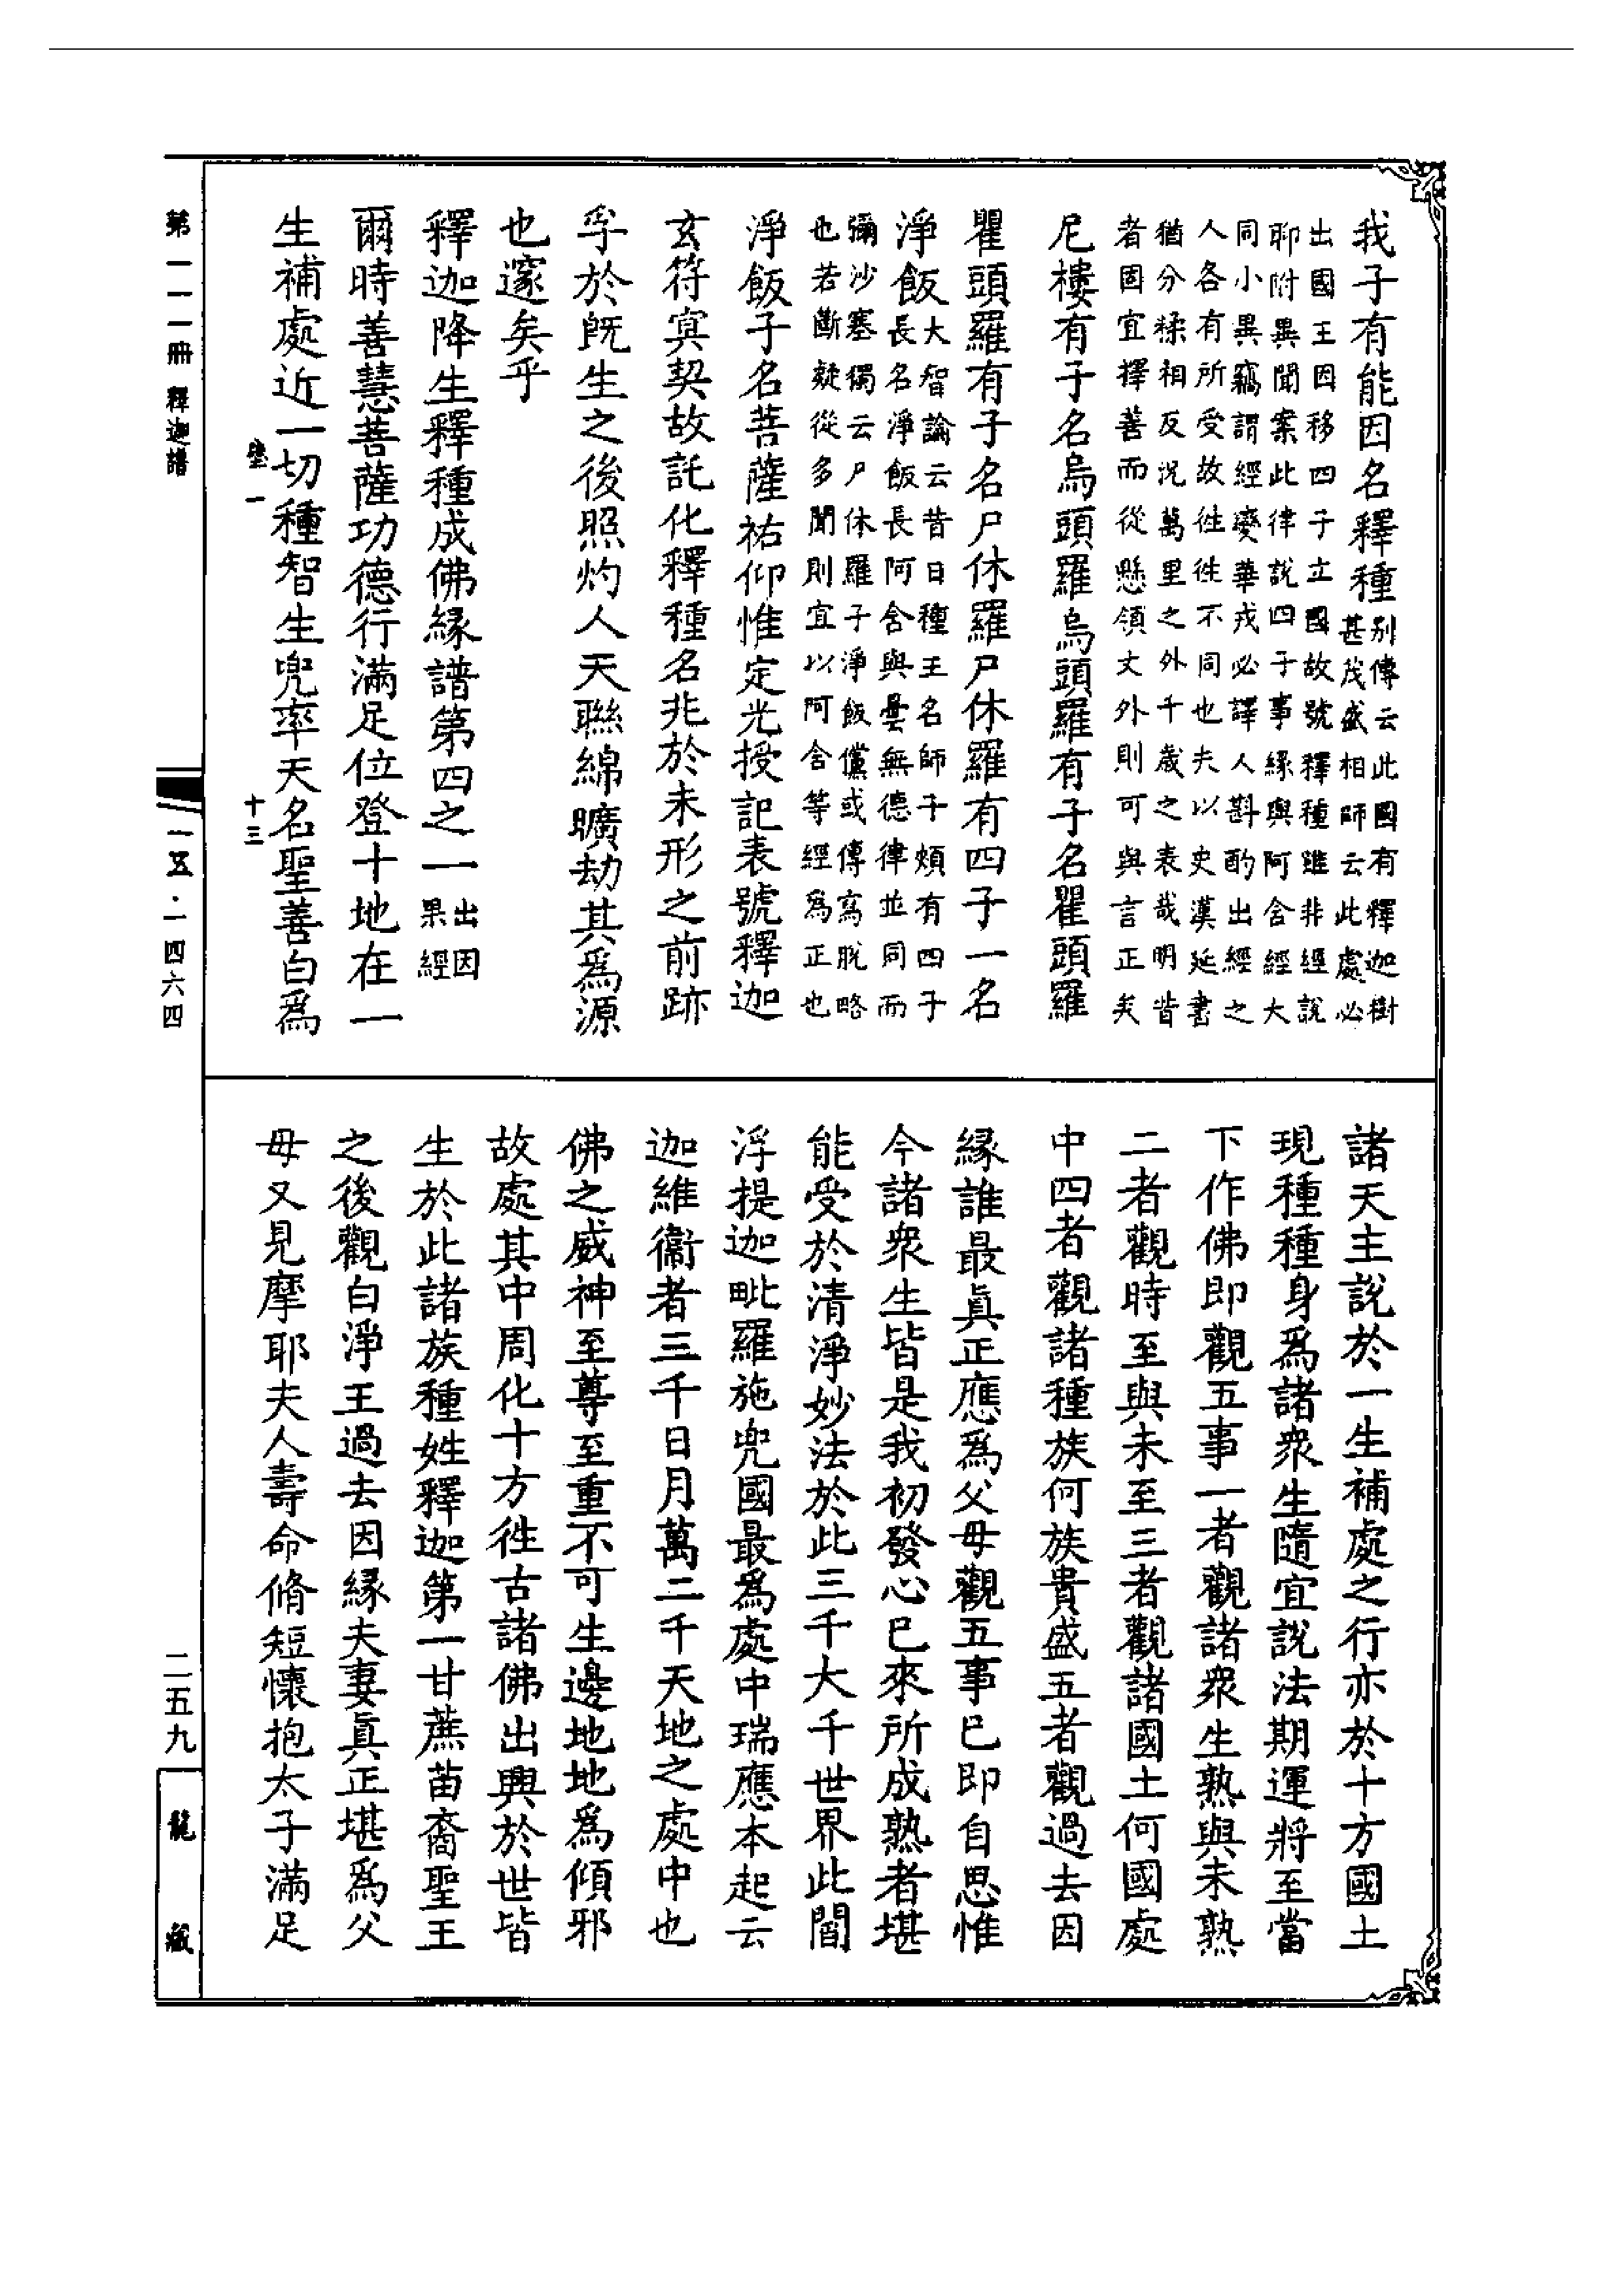 我子有能因名釋種別傳云此國有釋迦樹
甚茂盛相師云此處必
出國王因移四子立國故號釋種雖非經說
聊附異聞案此律說四子事緣與阿含經大
同小異竊謂經變華戎必譯人斟酌出經之
人各有所受故往往不同也夫以史漢延書
猶分糅相反況萬里之外千歲之表哉明哲
者固宜擇善而從懸領文外則可與言正矣
尼樓有子名烏頭羅烏頭羅有子名瞿頭羅
瞿頭羅有子名尸休羅尸休羅有四子一名
淨飯大智論云昔日種王名師子頰有四子
長名淨飯長阿含與曇無德律並同而
彌沙塞獨云尸休羅子淨飯儻或傳寫脫略
也若斷疑從多聞則宜以阿含等經為正也
淨飯子名菩薩祐仰惟定光授記表號釋迦
玄符冥契故託化釋種名兆於未形之前跡
孚於既生之後照灼人天聯綿曠劫其為源
也邃矣乎
釋迦降生釋種成佛緣譜第四之一出因
果經
爾時善慧菩薩功德行滿足位登十地在一
生補處近一切種智生兜率天名聖善白為
諸天主說於一生補處之行亦於十方國土
現種種身為諸眾生隨宜說法期運將至當
下作佛即觀五事一者觀諸眾生熟與未熟
二者觀時至與未至三者觀諸國土何國處
中四者觀諸種族何族貴盛五者觀過去因
緣誰最真正應為父母觀五事已即自思惟
今諸眾生皆是我初發心已來所成熟者堪
能受於清淨妙法於此三千大千世界此閻
浮提迦毗羅施兜國最為處中瑞應本起云
迦維衞者三千日月萬二千天地之處中也
佛之威神至尊至重不可生邊地地為傾邪
故處其中周化十方往古諸佛出興於世皆
生於此諸族種姓釋迦第一甘蔗苗裔聖王
之後觀白淨王過去因緣夫妻真正堪為父
母又見摩耶夫人壽命脩短懷抱太子滿足
第一一一冊 釋迦譜
壁一
十三
一五·一四六四
二五九
龍藏